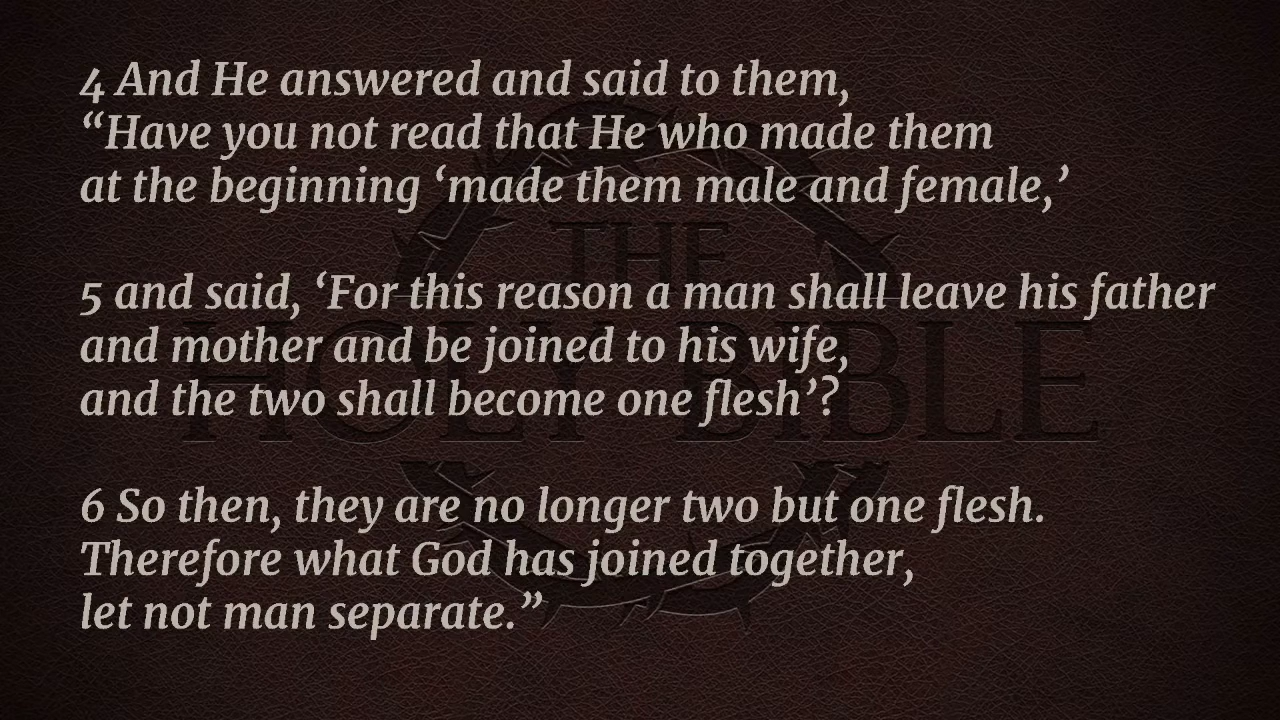 4 And He answered and said to them,
“Have you not read that He who made them
at the beginning ‘made them male and female,’
5 and said, ‘For this reason a man shall leave his father
and mother and be joined to his wife,
and the two shall become one flesh’?
6 So then, they are no longer two but one flesh.
Therefore what God has joined together,
let not man separate.”
THE
HOLY BIBLE